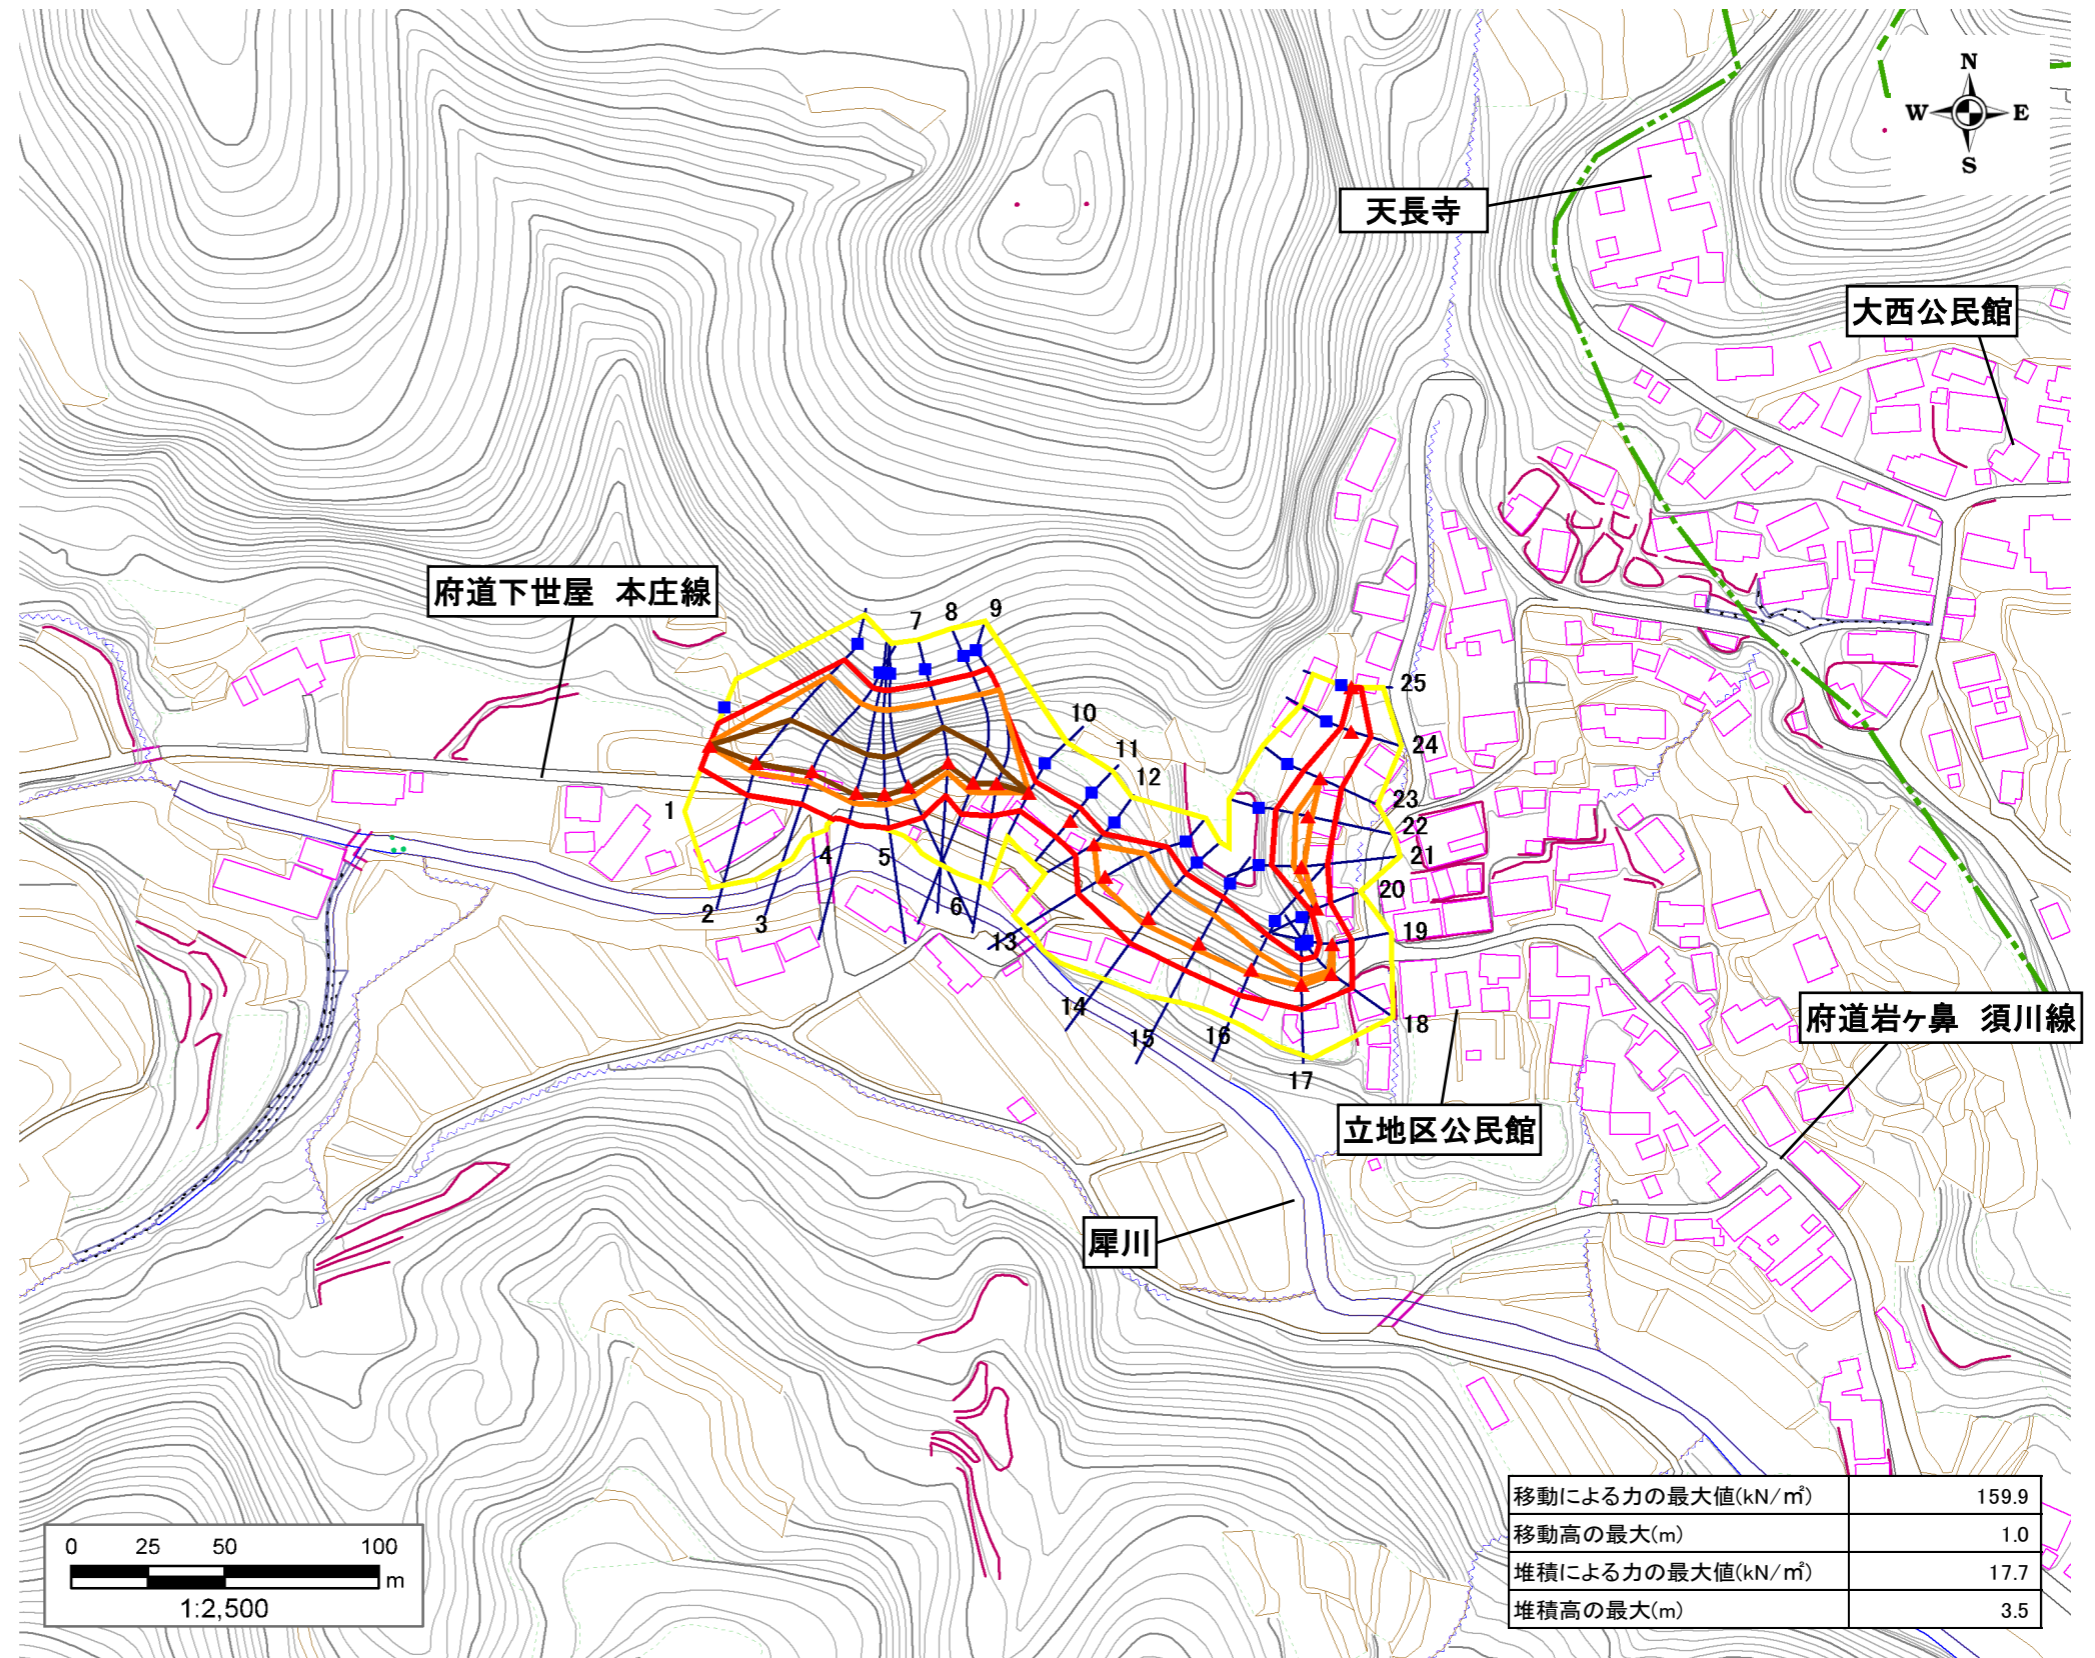 N
W E
S
天長寺
大西公民館
府道下世屋 本庄線
7
8
9
10
11
12
1
2
3
4
5
6
13
14
15
16
17
18
19
20
21
22
23
24
25
府道岩ヶ鼻 須川線
立地区公民館
犀川
0 25 50 100
m
1:2,500
移動による力の最大値(kN/㎡) 159.9
移動高の最大(m) 1.0
堆積による力の最大値(kN/㎡) 17.7
堆積高の最大(m) 3.5